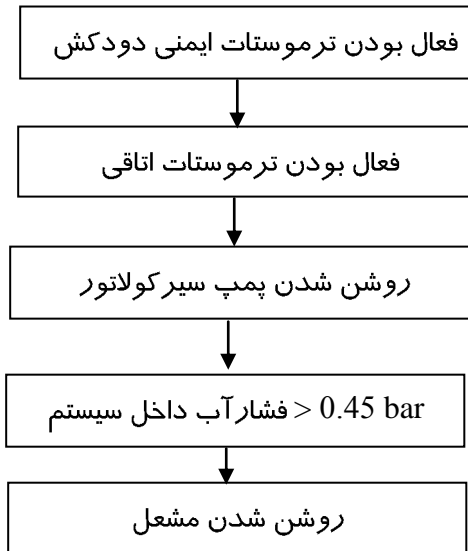 فعال بودن ترموستات ایمنی دودکش
فعال بودن ترموستات اتاقی
روشن شدن پمپ سیرکولاتور
فشارآب داخل سیستم > 0.45 bar
روشن شدن مشعل